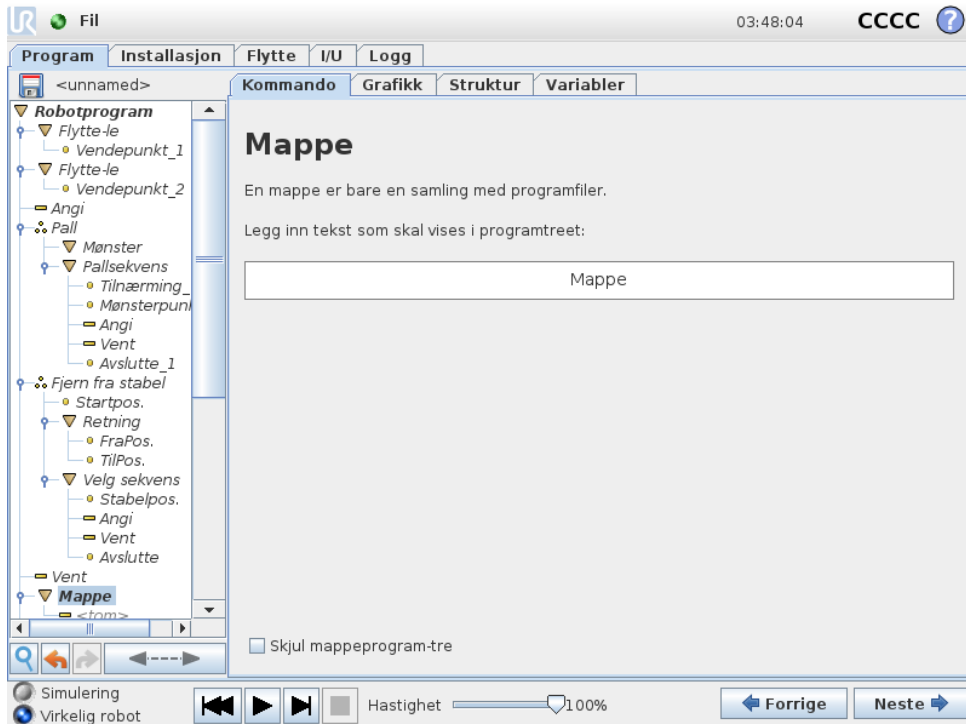 UR Fil 03:48:04 CCCC ?
Program Installasjon Flytte I/U Logg
<unnamed>
Kommando Grafikk Struktur Variabler
Robotprogram
Flytte-le
Vendepunkt_1
Flytte-le
Vendepunkt_2
Angi
Pall
Mønster
Pallsekvens
Tilnærming_
Mønsterpun
Angi
Vent
Avslutte_1
Fjern fra stabel
Startpos.
Retning
FraPos.
TilPos.
Velg sekvens
Stabelpos.
Angi
Vent
Avslutte
Vent
Mappe
<tom>
Mappe
En mappe er bare en samling med programfiler.
Legg inn tekst som skal vises i programtreet:
Mappe
Skjul mappeprogram-tre
Simulering
Virkelig robot
Hastighet 100%
Forrige Neste